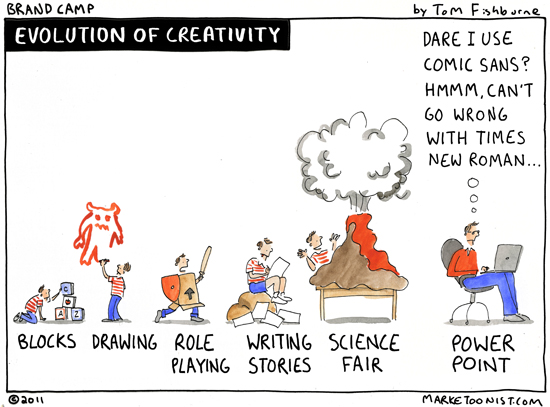 BRAND CAMP
by Tom Fishburne
EVOLUTION OF CREATIVITY
DARE I USE
COMIC SANS?
HMMM, CAN'T
GO WRONG
WITH TIMES
NEW ROMAN...
C
A
Z
BLOCKS
DRAWING
ROLE
PLAYING
WRITING
STORIES
SCIENCE
FAIR
POWER
POINT
©2011
MARKETOONIST.COM